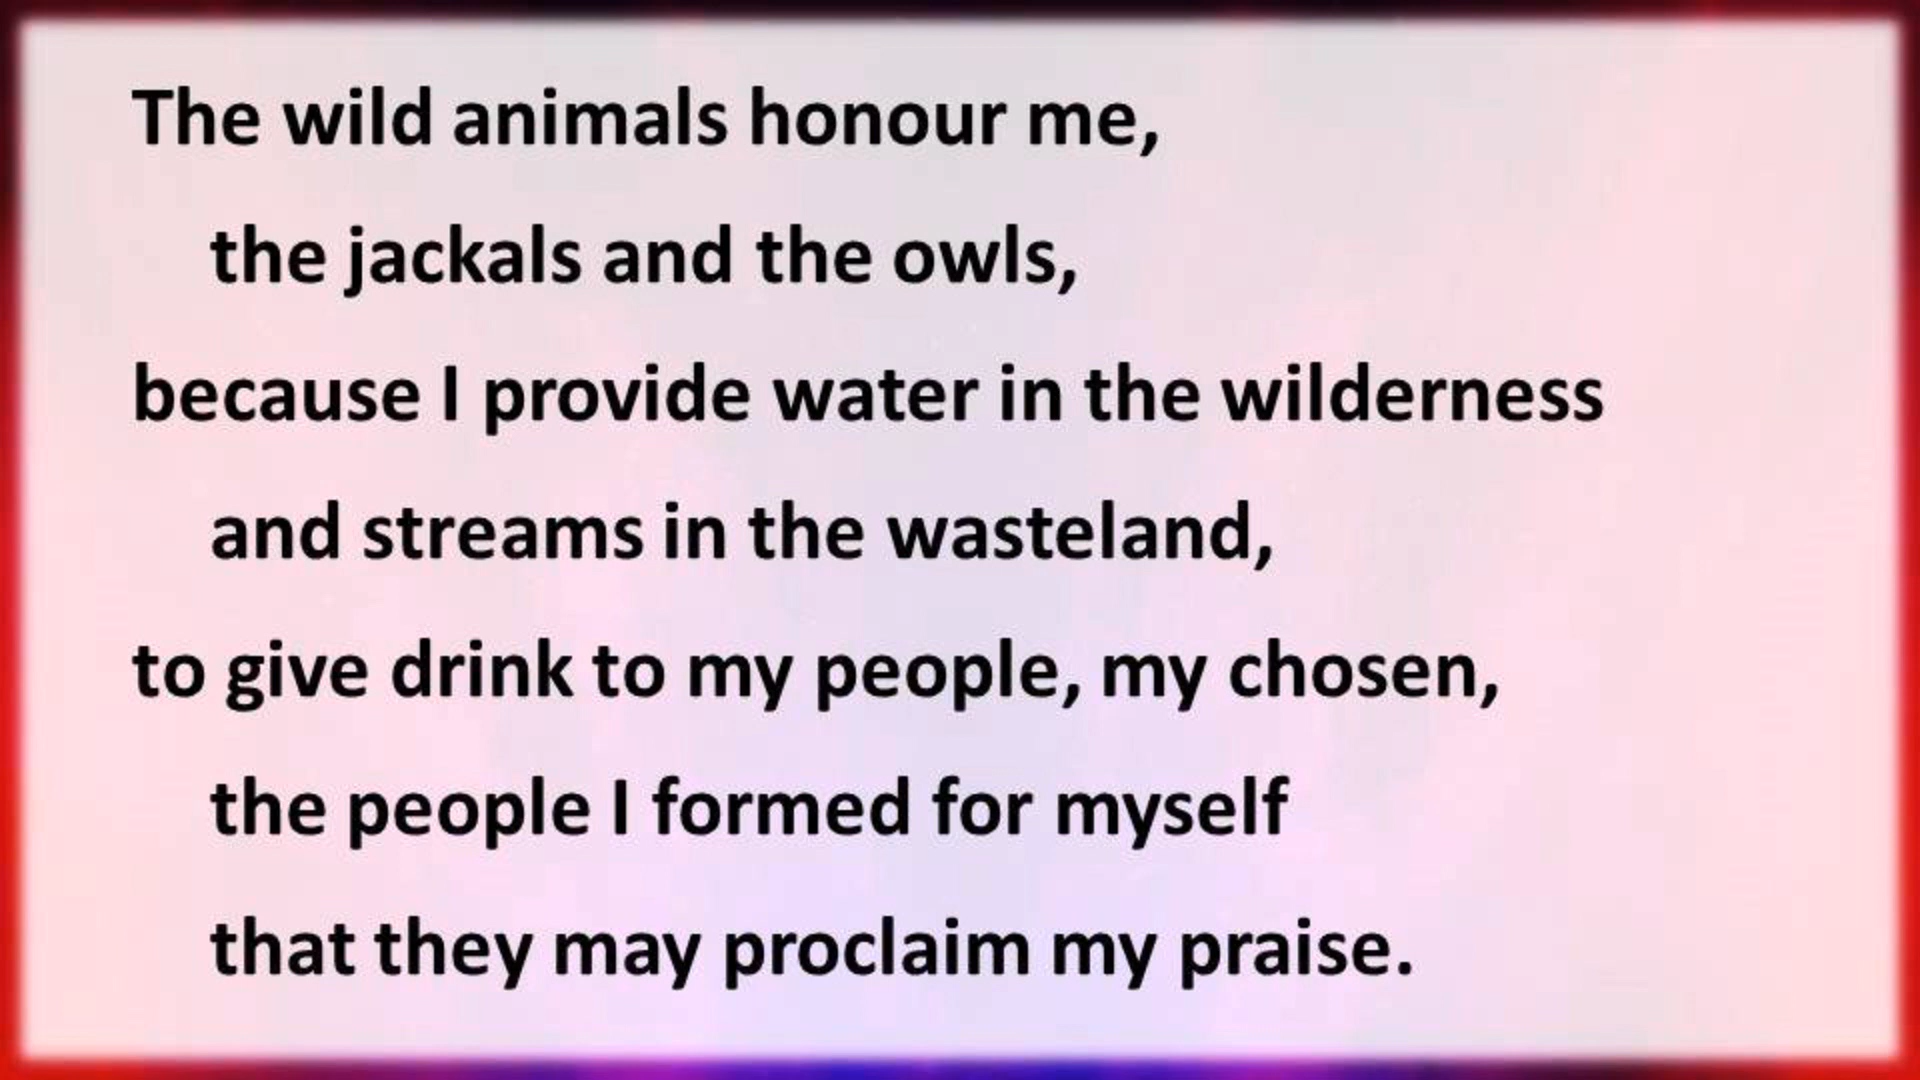 The wild animals honour me,
the jackals and the owls,
because I provide water in the wilderness
and streams in the wasteland,
to give drink to my people, my chosen,
the people I formed for myself
that they may proclaim my praise.